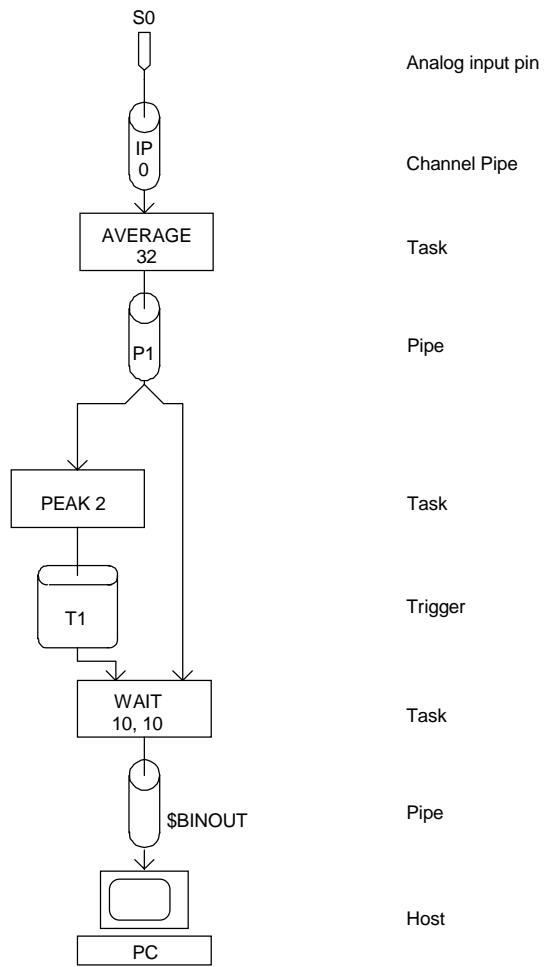 S0
Analog input pin
IP
0
Channel Pipe
AVERAGE
32
Task
P1
Pipe
PEAK 2
Task
T1
Trigger
WAIT
10, 10
Task
$BINOUT
Pipe
Host
PC